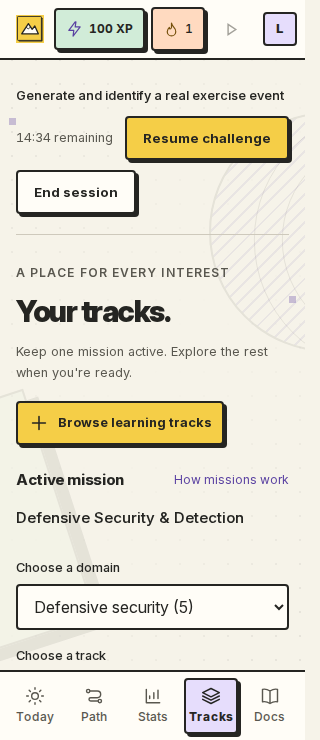 100 XP
1
L
Generate and identify a real exercise event
14:34 remaining
Resume challenge
End session
A PLACE FOR EVERY INTEREST
Your tracks.
Keep one mission active. Explore the rest
when you're ready.
Browse learning tracks
Active mission
How missions work
Defensive Security & Detection
Choose a domain
Defensive security (5)
Choose a track
Today
Path
Stats
Tracks
Docs